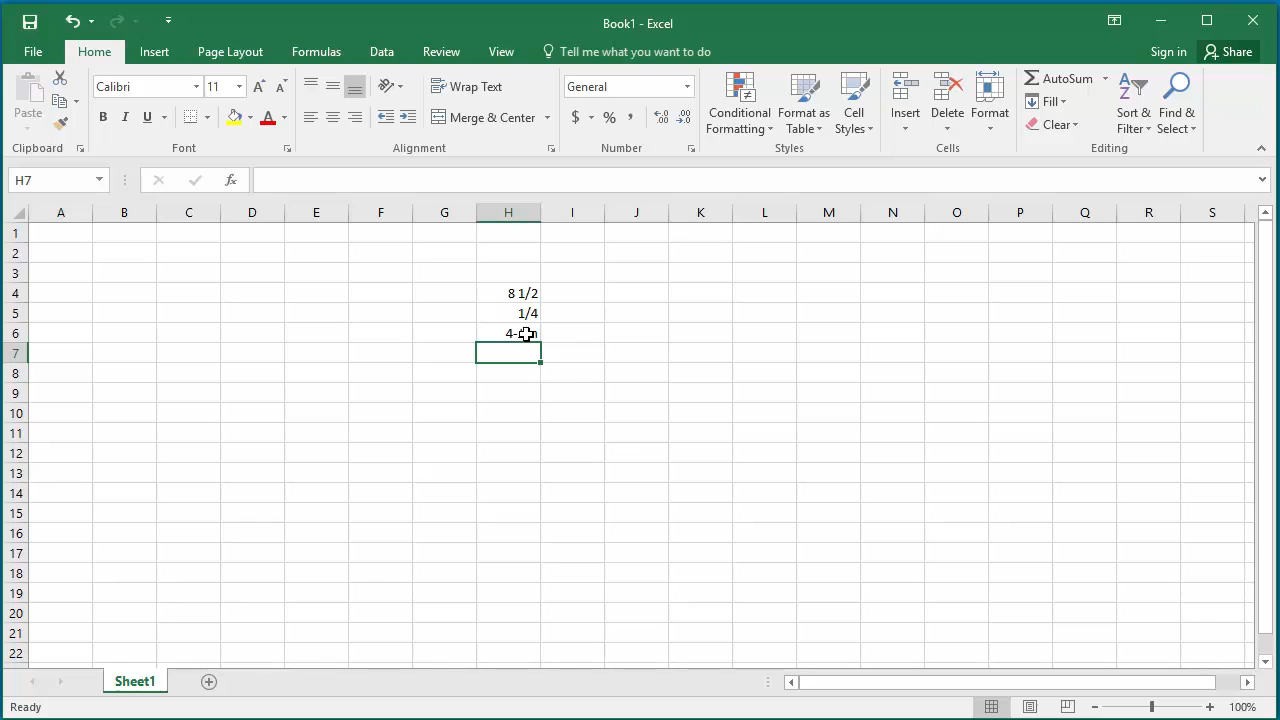 Book1 - Excel
File Home Insert Page Layout Formulas Data Review View Tell me what you want to do Sign in Share
Calibri 11 Wrap Text General AutoSum
Paste B I U Merge & Center $ % , Conditional Formatting Format as Table Cell Styles Insert Delete Format Fill Clear Sort & Filter Find & Select
Clipboard Font Alignment Number Styles Cells Editing
H7 fx
A B C D E F G H I J K L M N O P Q R S
1
2
3
4 8 1/2
5 1/4
6
7
8
9
10
11
12
13
14
15
16
17
18
19
20
21
22
Sheet1
Ready 100%